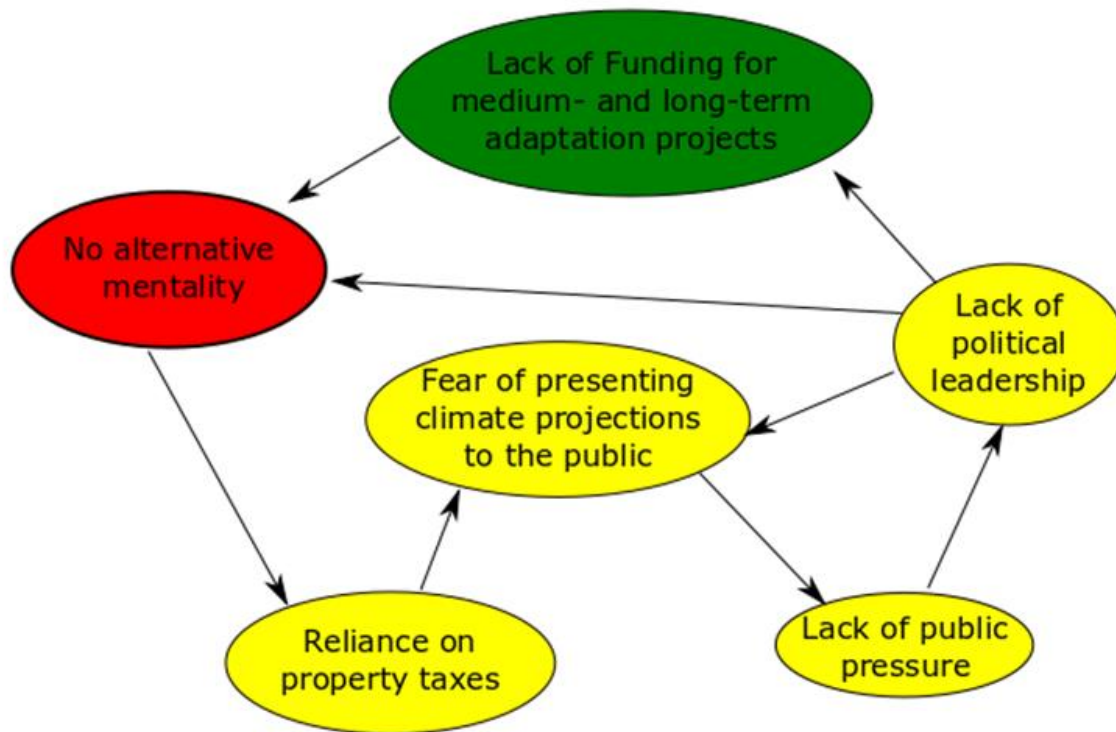 Lack of Funding for
medium- and long-term
adaptation projects
No alternative
mentality
Lack of
political
leadership
Fear of presenting
climate projections
to the public
Reliance on
property taxes
Lack of public
pressure